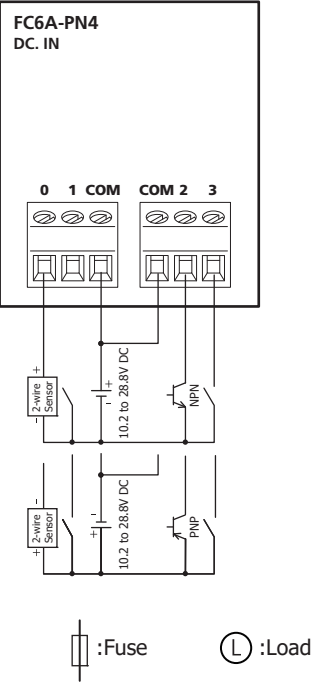 FC6A-PN4
DC. IN
0 1 COM COM 2 3
+
2-wire
Sensor
−
+
−
10.2 to 28.8V DC
NPN
−
2-wire
Sensor
+
−
+
10.2 to 28.8V DC
PNP
:Fuse
L :Load